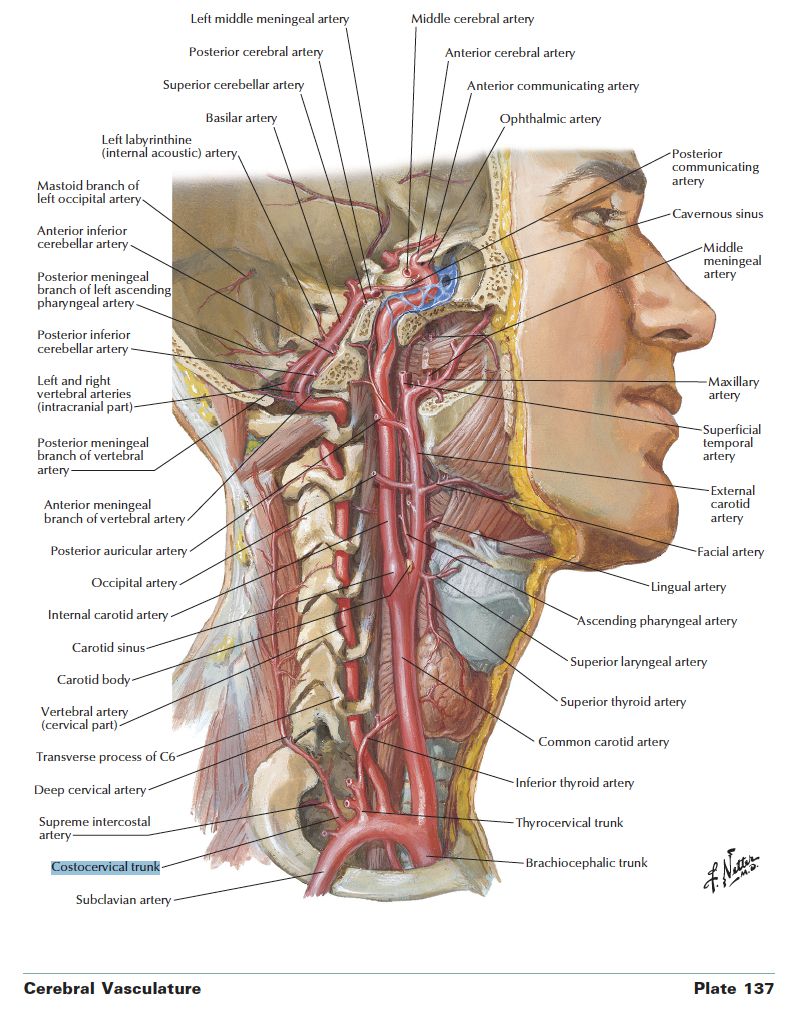 Left middle meningeal artery
Middle cerebral artery
Posterior cerebral artery
Anterior cerebral artery
Superior cerebellar artery
Anterior communicating artery
Basilar artery
Ophthalmic artery
Left labyrinthine
(internal acoustic) artery
Posterior
communicating
artery
Mastoid branch of
left occipital artery
Cavernous sinus
Anterior inferior
cerebellar artery
Middle
meningeal
artery
Posterior meningeal
branch of left ascending
pharyngeal artery
Posterior inferior
cerebellar artery
Left and right
vertebral arteries
(intracranial part)
Maxillary
artery
Superficial
temporal
artery
Posterior meningeal
branch of vertebral
artery
External
carotid
artery
Anterior meningeal
branch of vertebral artery
Posterior auricular artery
Facial artery
Occipital artery
Lingual artery
Internal carotid artery
Ascending pharyngeal artery
Carotid sinus
Superior laryngeal artery
Carotid body
Superior thyroid artery
Vertebral artery
(cervical part)
Common carotid artery
Transverse process of C6
Inferior thyroid artery
Deep cervical artery
Supreme intercostal
artery
Thyrocervical trunk
Costocervical trunk
Brachiocephalic trunk
Subclavian artery
F. Netter
M.D.
Cerebral Vasculature
Plate 137